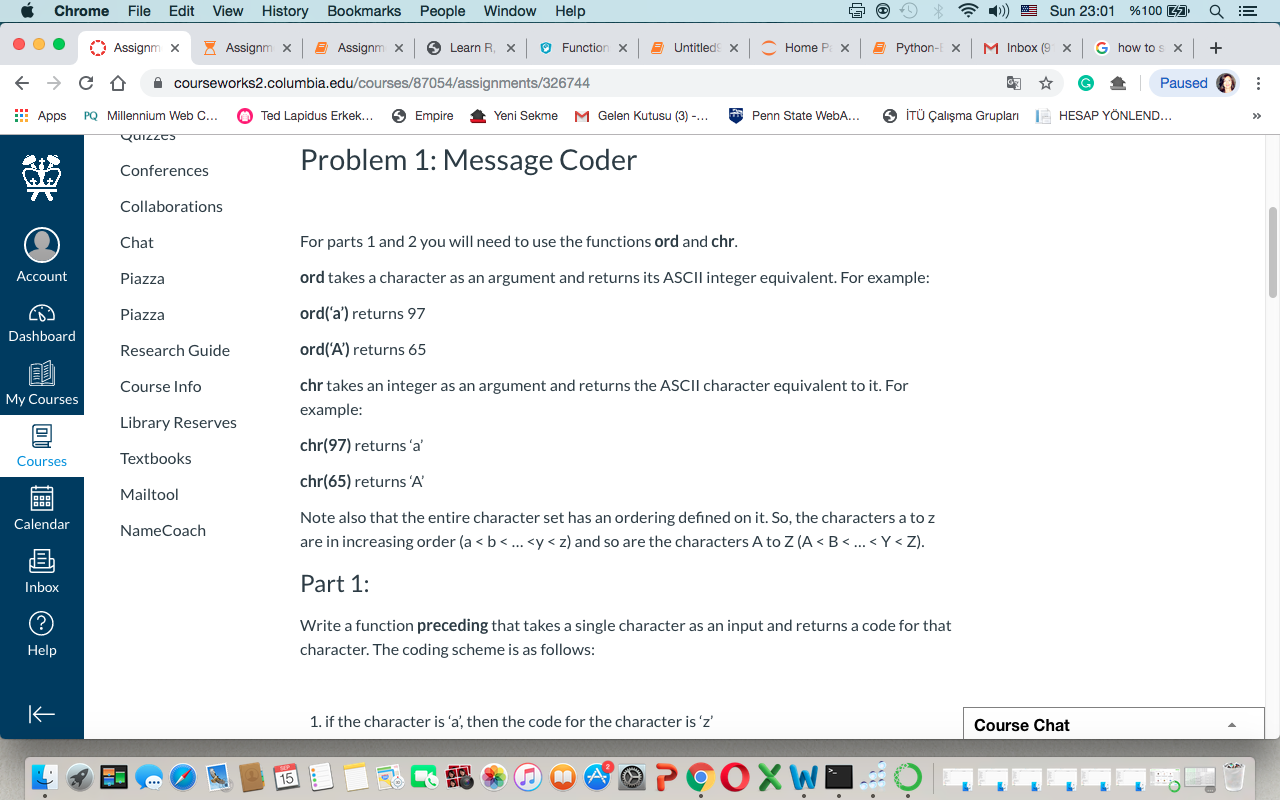 Chrome File Edit View History Bookmarks People Window Help Sun 23:01 %100
Assignm Assignm Assignm Learn R, Function Untitled Home P Python- Inbox (9 how to s
courseworks2.columbia.edu/courses/87054/assignments/326744 Paused
Apps PQ Millennium Web C... Ted Lapidus Erkek... Empire Yeni Sekme Gelen Kutusu (3) -... Penn State WebA... İTÜ Çalışma Grupları HESAP YÖNLEND... »
Account
Dashboard
My Courses
Courses
Calendar
Inbox
Help
Quizzes
Conferences
Collaborations
Chat
Piazza
Piazza
Research Guide
Course Info
Library Reserves
Textbooks
Mailtool
NameCoach
Problem 1: Message Coder
For parts 1 and 2 you will need to use the functions ord and chr.
ord takes a character as an argument and returns its ASCII integer equivalent. For example:
ord(‘a’) returns 97
ord(‘A’) returns 65
chr takes an integer as an argument and returns the ASCII character equivalent to it. For
example:
chr(97) returns ‘a’
chr(65) returns ‘A’
Note also that the entire character set has an ordering defined on it. So, the characters a to z
are in increasing order (a < b < … <y < z) and so are the characters A to Z (A < B < … < Y < Z).
Part 1:
Write a function preceding that takes a single character as an input and returns a code for that
character. The coding scheme is as follows:
1. if the character is ‘a’, then the code for the character is ‘z’
Course Chat
SEP
15
2